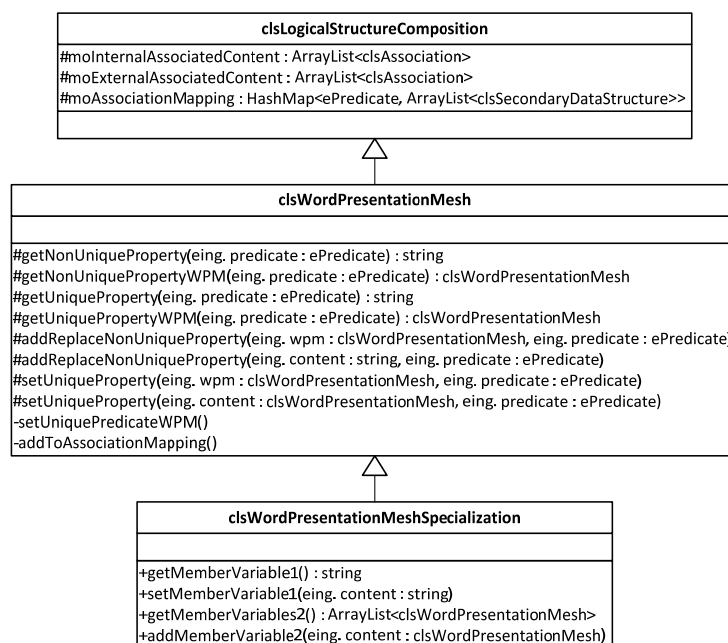 clsLogicalStructureComposition
#moInternalAssociatedContent : ArrayList<clsAssociation>
#moExternalAssociatedContent : ArrayList<clsAssociation>
#moAssociationMapping : HashMap<ePredicate, ArrayList<clsSecondaryDataStructure>>
clsWordPresentationMesh
#getNonUniqueProperty(eing. predicate : ePredicate) : string
#getNonUniquePropertyWPM(eing. predicate : ePredicate) : clsWordPresentationMesh
#getUniqueProperty(eing. predicate : ePredicate) : string
#getUniquePropertyWPM(eing. predicate : ePredicate) : clsWordPresentationMesh
#addReplaceNonUniqueProperty(eing. wpm : clsWordPresentationMesh, eing. predicate : ePredicate)
#addReplaceNonUniqueProperty(eing. content : string, eing. predicate : ePredicate)
#setUniqueProperty(eing. wpm : clsWordPresentationMesh, eing. predicate : ePredicate)
#setUniqueProperty(eing. content : clsWordPresentationMesh, eing. predicate : ePredicate)
-setUniquePredicateWPM()
-addToAssociationMapping()
clsWordPresentationMeshSpecialization
+getMemberVariable1() : string
+setMemberVariable1(eing. content : string)
+getMemberVariables2() : ArrayList<clsWordPresentationMesh>
+addMemberVariable2(eing. content : clsWordPresentationMesh)